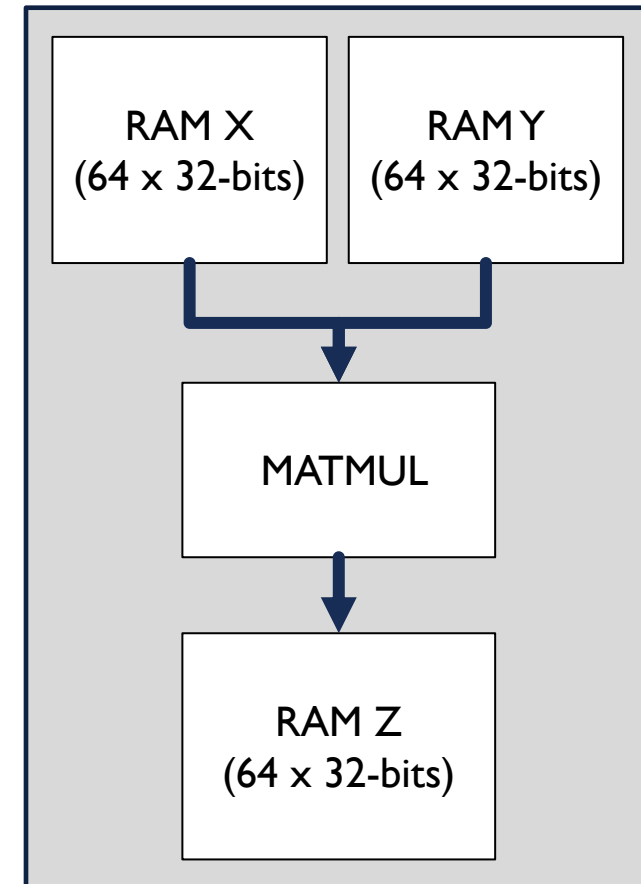 RAM X
(64 x 32-bits)
RAM Y
(64 x 32-bits)
MATMUL
RAM Z
(64 x 32-bits)